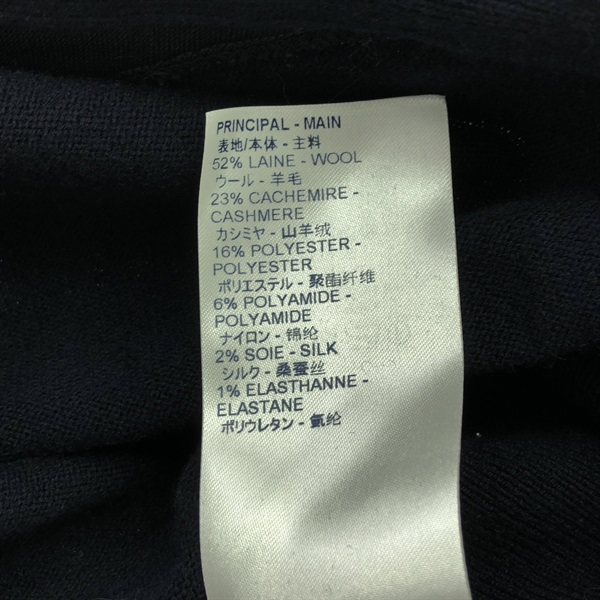 PRINCIPAL - MAIN
表地/本体 - 主料
52% LAINE - WOOL
ウール - 羊毛
23% CACHEMIRE -
CASHMERE
カシミヤ - 山羊绒
16% POLYESTER -
POLYESTER
ポリエステル - 聚酯纤维
6% POLYAMIDE -
POLYAMIDE
ナイロン - 锦纶
2% SOIE - SILK
シルク - 桑蚕丝
1% ELASTHANNE -
ELASTANE
ポリウレタン - 氨纶